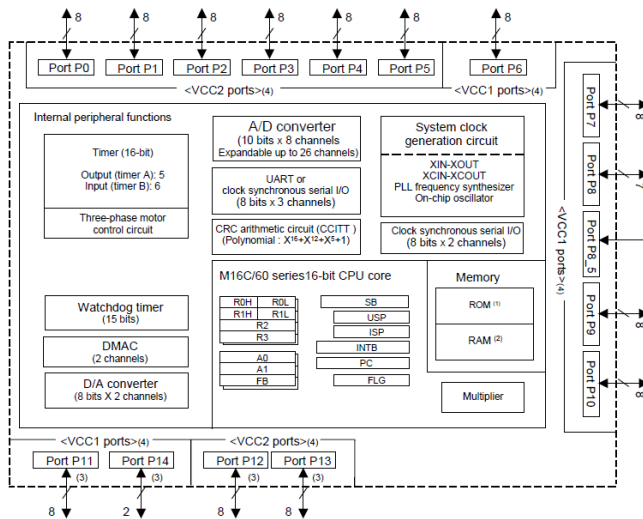 8 8 8 8 8 8 8
Port P0 Port P1 Port P2 Port P3 Port P4 Port P5 Port P6
<VCC2 ports>(4) <VCC1 ports>(4)
Internal peripheral functions
Timer (16-bit)
Output (timer A): 5
Input (timer B): 6
Three-phase motor
control circuit
Watchdog timer
(15 bits)
DMAC
(2 channels)
D/A converter
(8 bits X 2 channels)
A/D converter
(10 bits x 8 channels
Expandable up to 26 channels)
UART or
clock synchronous serial I/O
(8 bits x 3 channels)
CRC arithmetic circuit (CCITT )
(Polynomial : X16+X12+X5+1)
System clock
generation circuit
XIN-XOUT
XCIN-XCOUT
PLL frequency synthesizer
On-chip oscillator
Clock synchronous serial I/O
(8 bits x 2 channels)
M16C/60 series16-bit CPU core
R0H R0L
R1H R1L
R2
R3
A0
A1
FB
SB
USP
ISP
INTB
PC
FLG
Memory
ROM (1)
RAM (2)
Multiplier
<VCC1 ports>(4)
Port P7
8
Port P8
7
Port P8_5
Port P9
8
Port P10
8
<VCC1 ports>(4) <VCC2 ports>(4)
Port P11 Port P14 Port P12 Port P13
(3) (3) (3) (3)
8 2 8 8